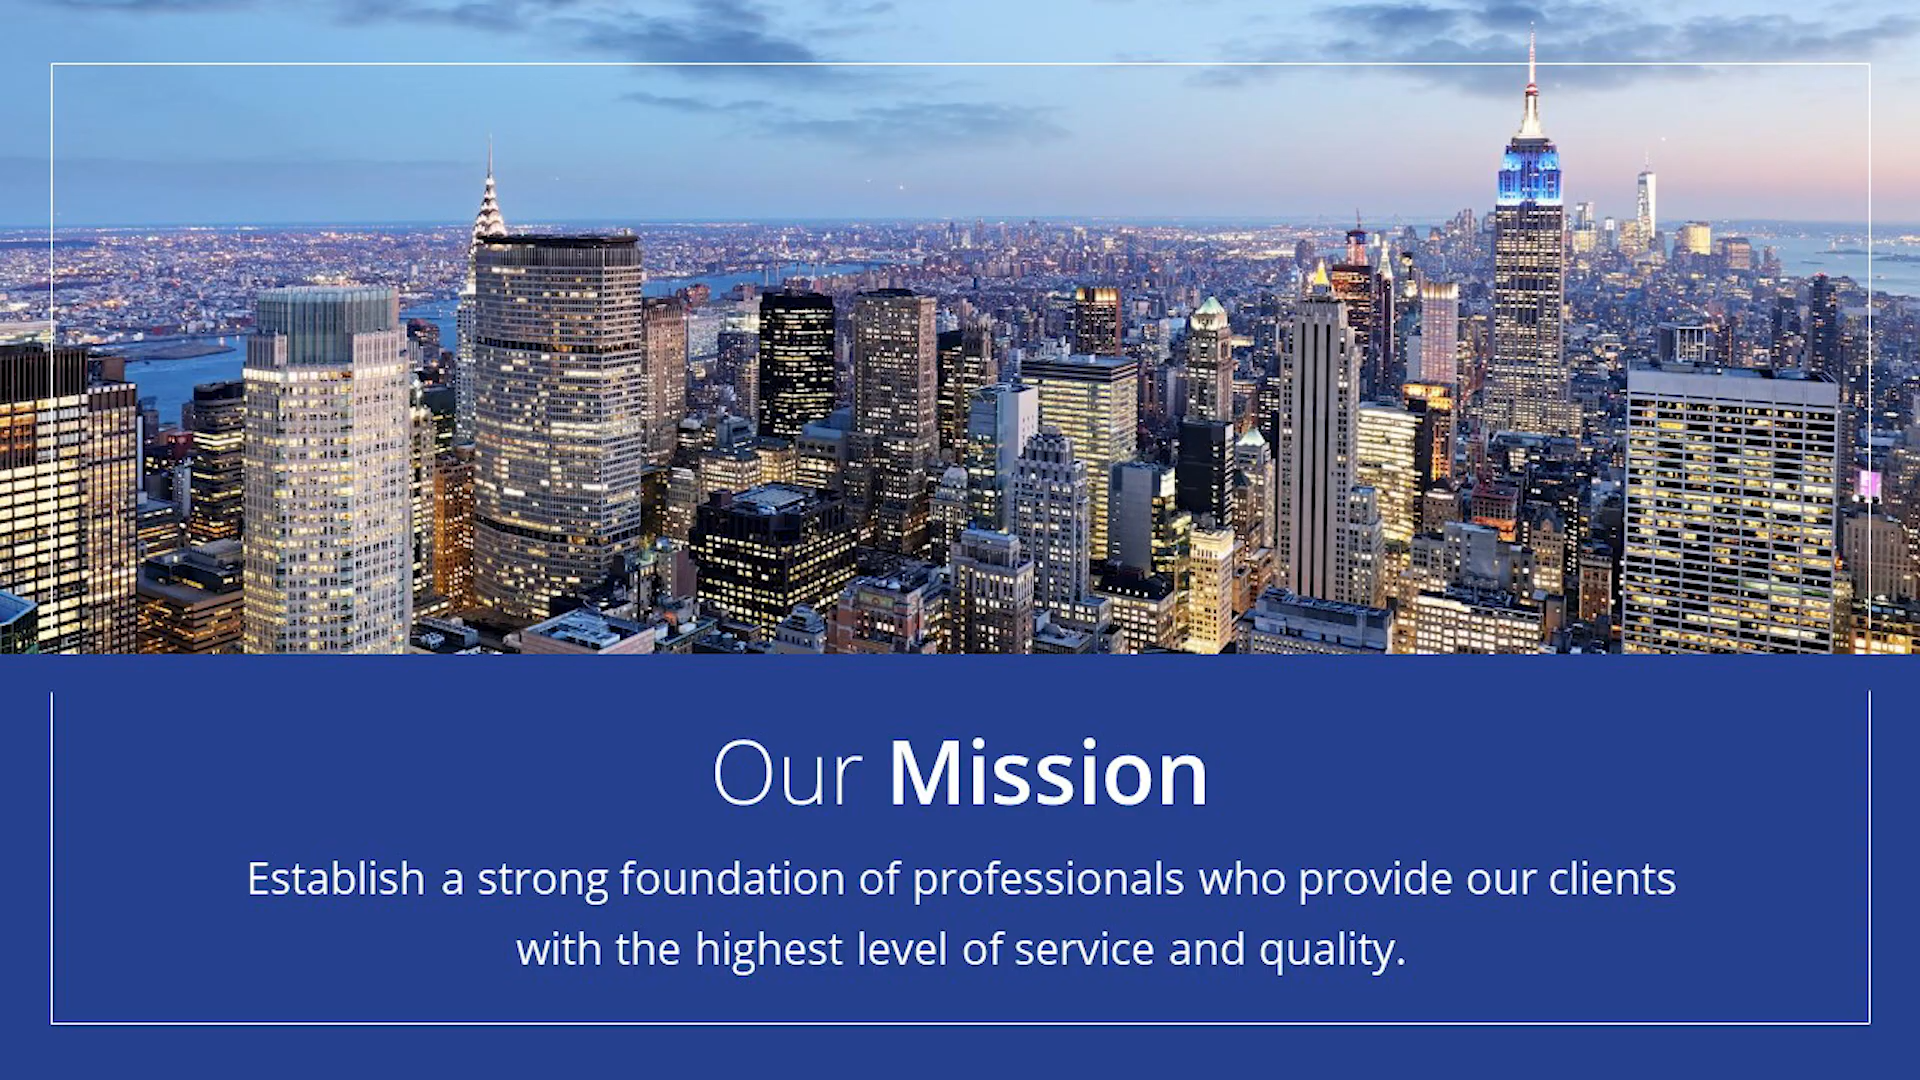 Our Mission
Establish a strong foundation of professionals who provide our clients
with the highest level of service and quality.